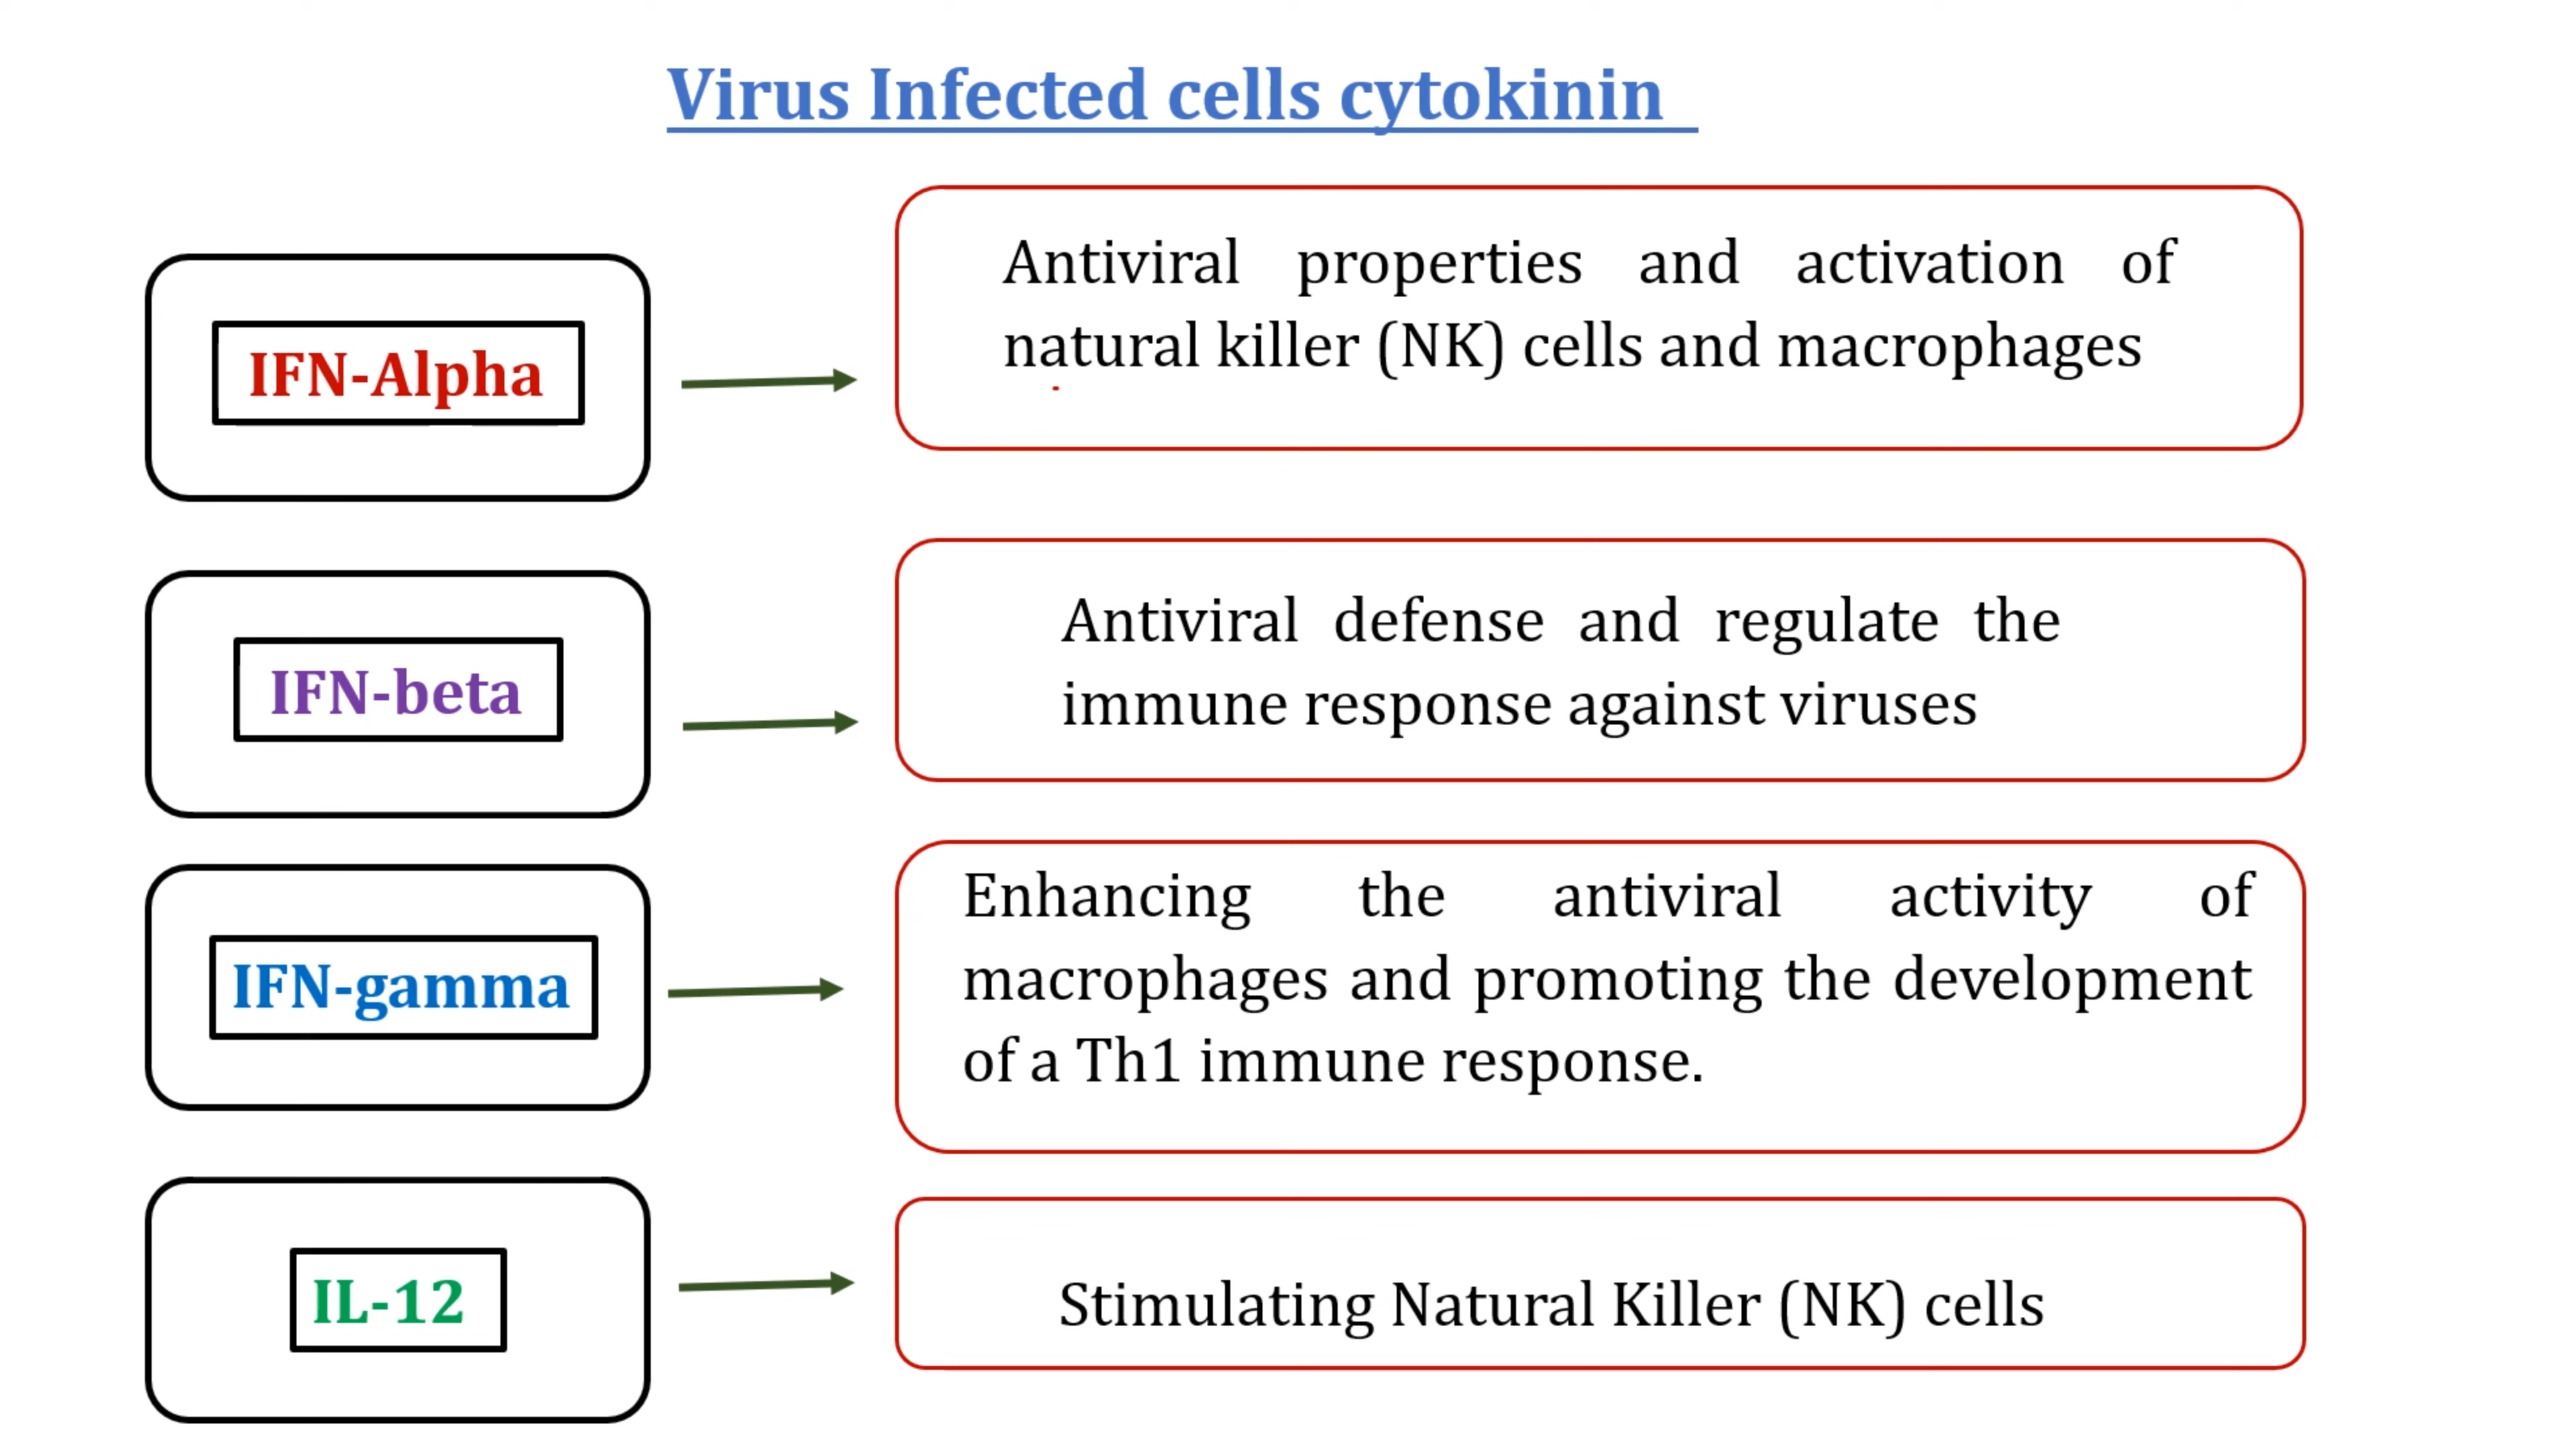 Virus Infected cells cytokinin
IFN-Alpha
Antiviral properties and activation of
natural killer (NK) cells and macrophages
IFN-beta
Antiviral defense and regulate the
immune response against viruses
IFN-gamma
Enhancing the antiviral activity of
macrophages and promoting the development
of a Th1 immune response.
IL-12
Stimulating Natural Killer (NK) cells